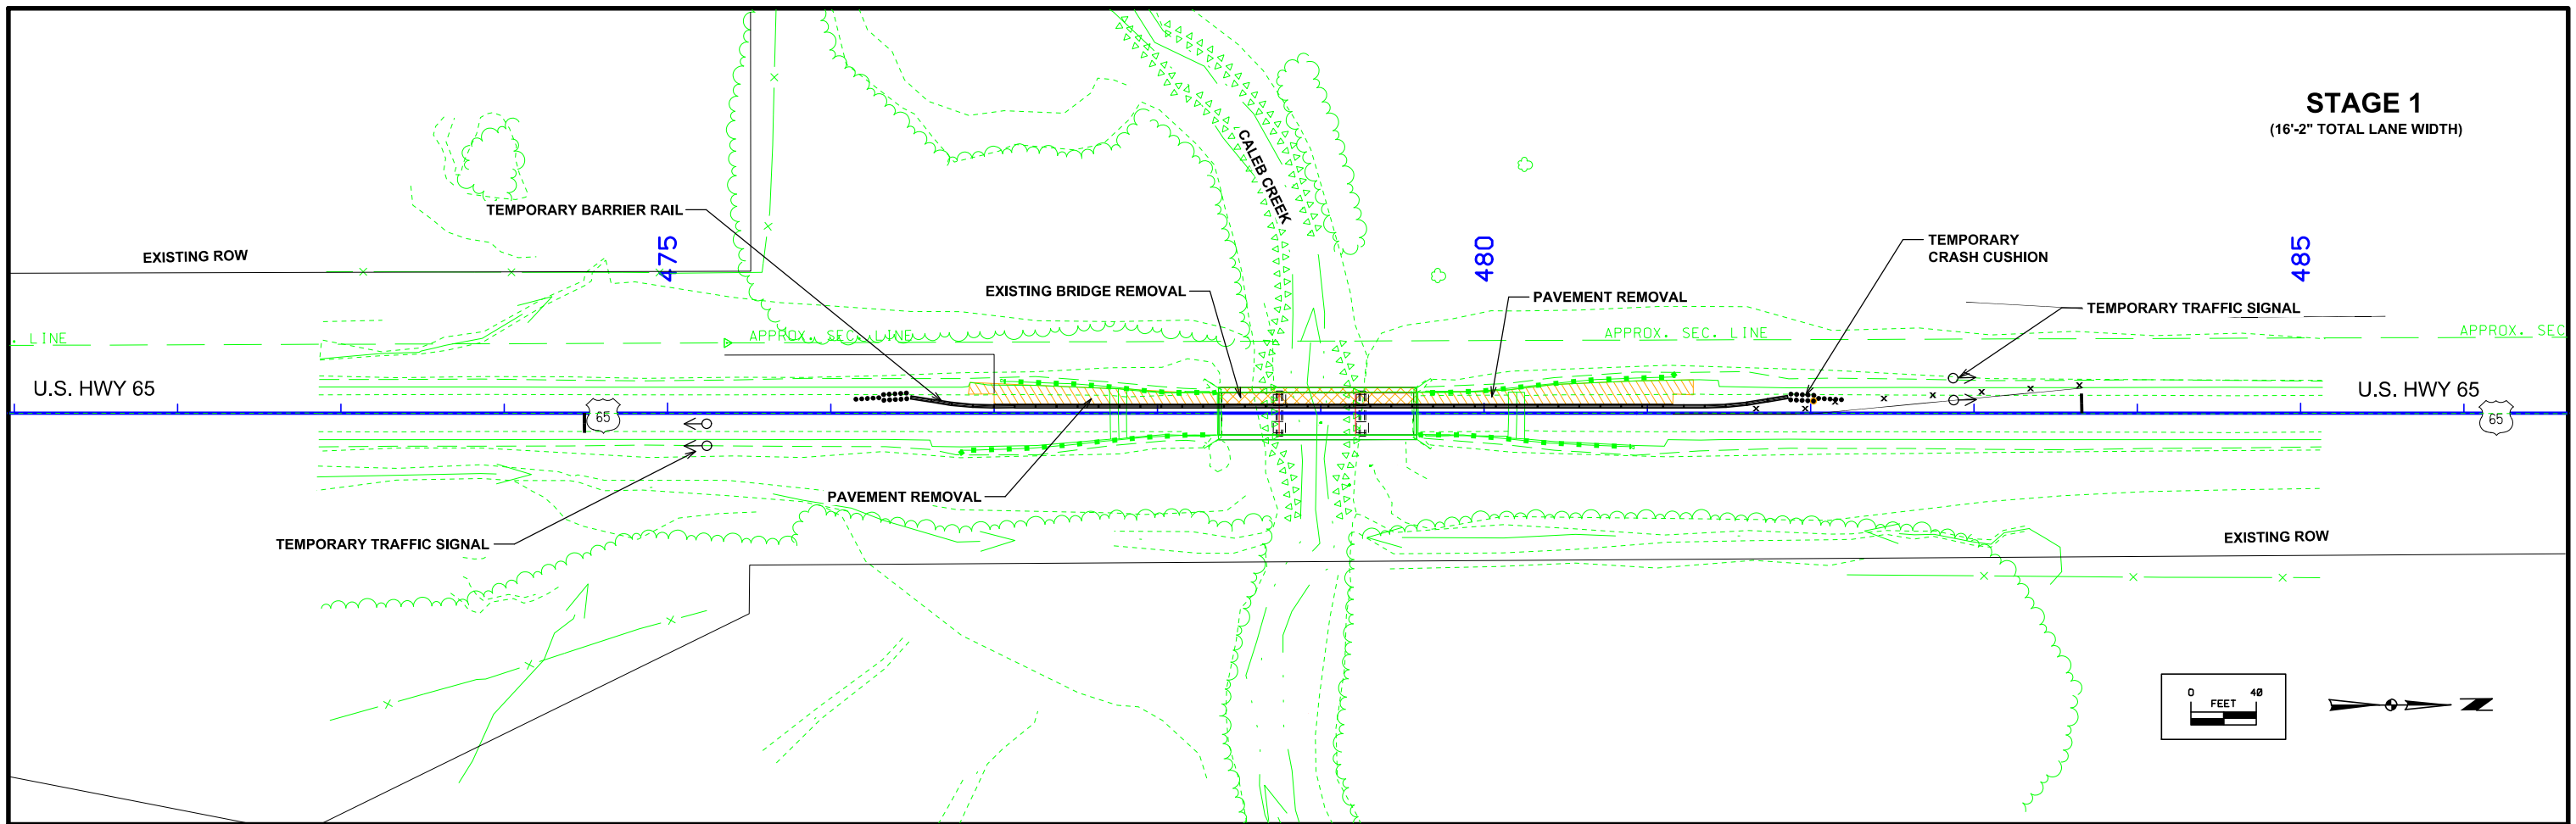 STAGE 1
(16'-2" TOTAL LANE WIDTH)
CALEB CREEK
TEMPORARY BARRIER RAIL
EXISTING ROW
475
480
485
TEMPORARY
CRASH CUSHION
EXISTING BRIDGE REMOVAL
PAVEMENT REMOVAL
TEMPORARY TRAFFIC SIGNAL
. LINE
APPROX. SEC. LINE
APPROX. SEC. LINE
APPROX. SEC
U.S. HWY 65
U.S. HWY 65
65
65
PAVEMENT REMOVAL
TEMPORARY TRAFFIC SIGNAL
EXISTING ROW
0 40
FEET
N